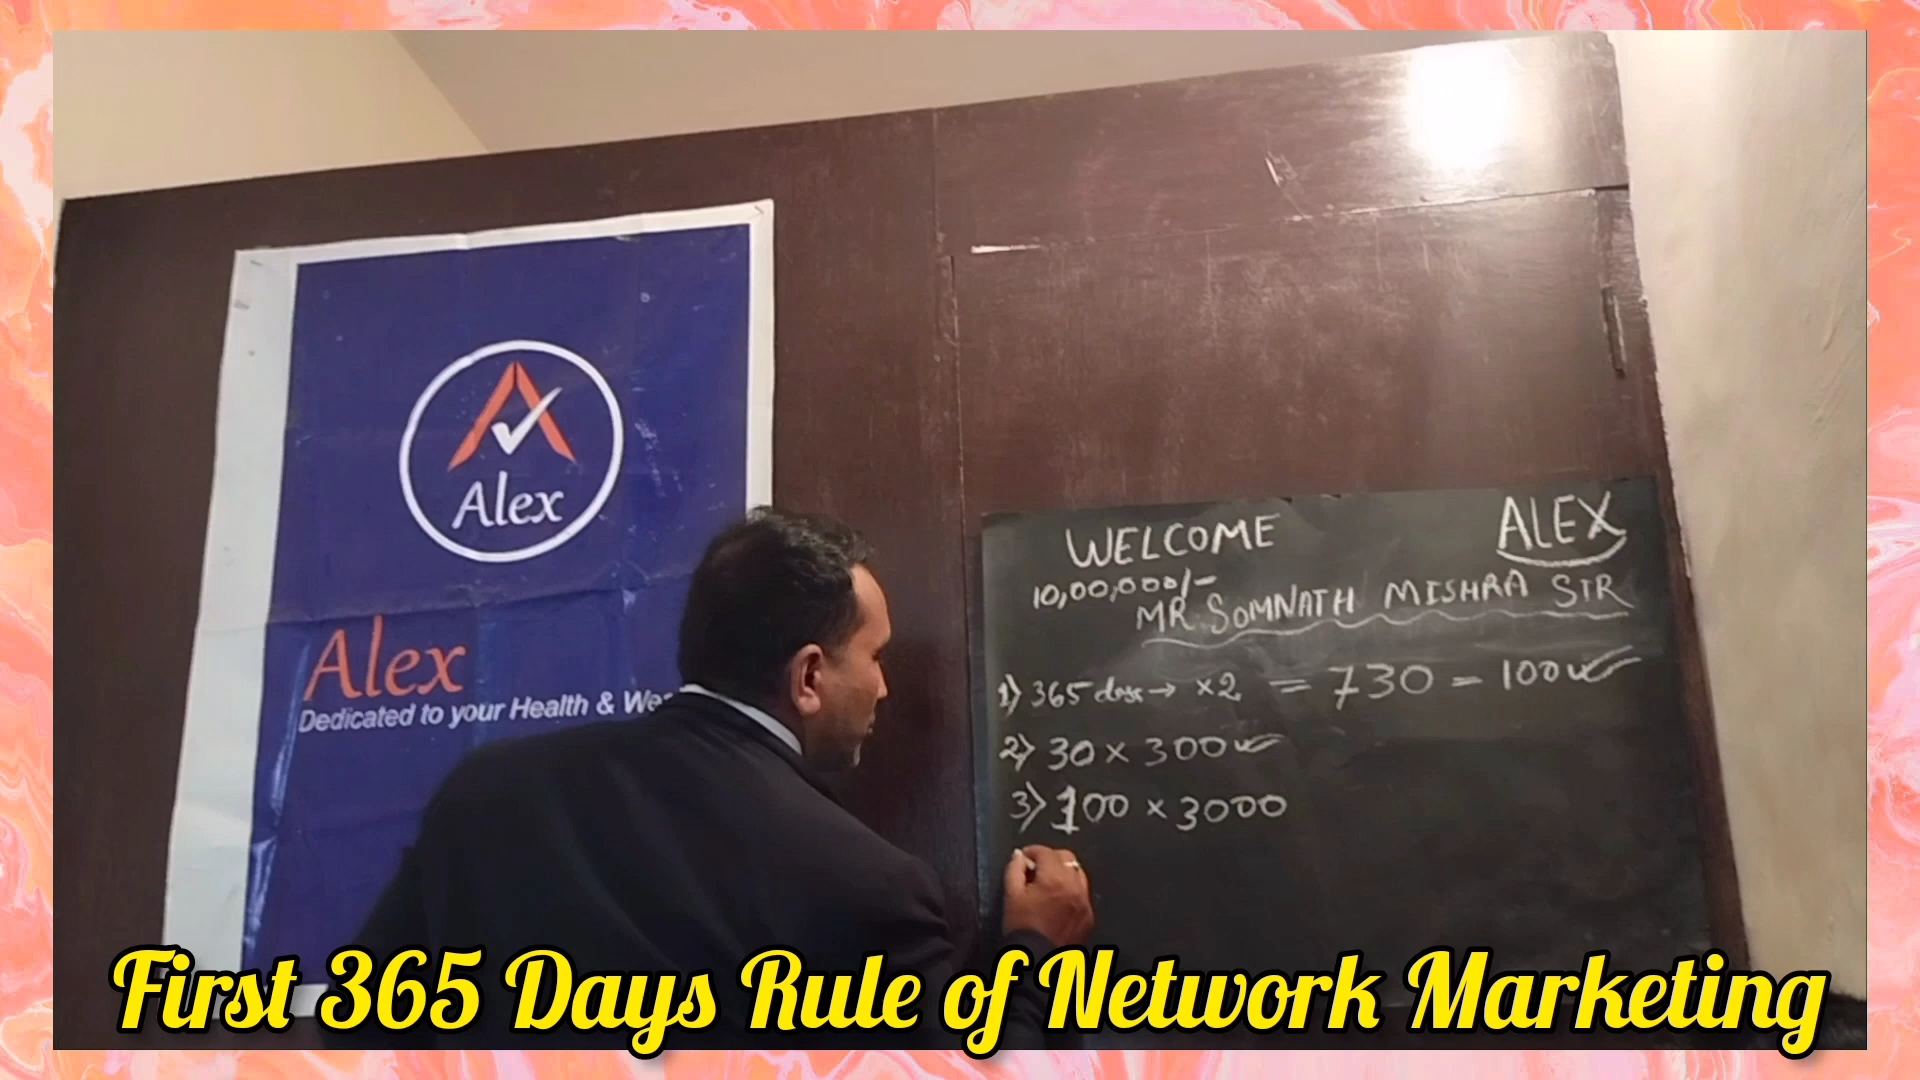 Alex
Alex
Dedicated to your Health &
WELCOME ALEX
10,00,000/-
MR. SOMNATH MISHRA SIR
1) 365 days → ×2 = 730 = 100
2) 30 × 300
3) 100 × 3000
First 365 Days Rule of Network Marketing